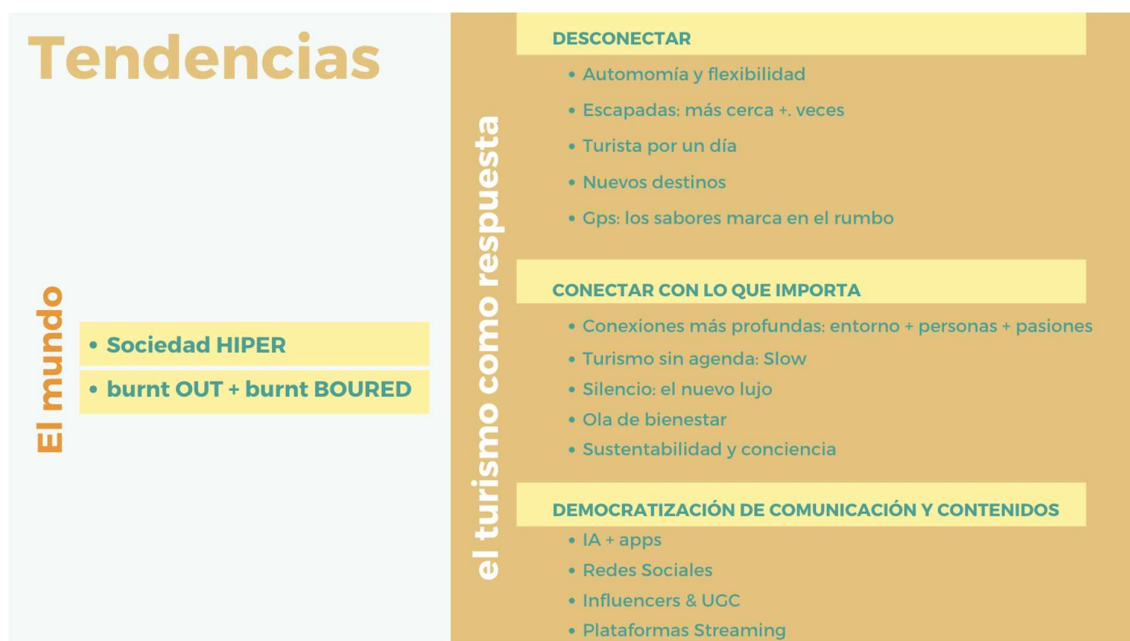 Tendencias
El mundo
• Sociedad HIPER
• burnt OUT + burnt BOURED
el turismo como respuesta
DESCONECTAR
• Automomía y flexibilidad
• Escapadas: más cerca +. veces
• Turista por un día
• Nuevos destinos
• Gps: los sabores marca en el rumbo
CONECTAR CON LO QUE IMPORTA
• Conexiones más profundas: entorno + personas + pasiones
• Turismo sin agenda: Slow
• Silencio: el nuevo lujo
• Ola de bienestar
• Sustentabilidad y conciencia
DEMOCRATIZACIÓN DE COMUNICACIÓN Y CONTENIDOS
• IA + apps
• Redes Sociales
• Influencers & UGC
• Plataformas Streaming